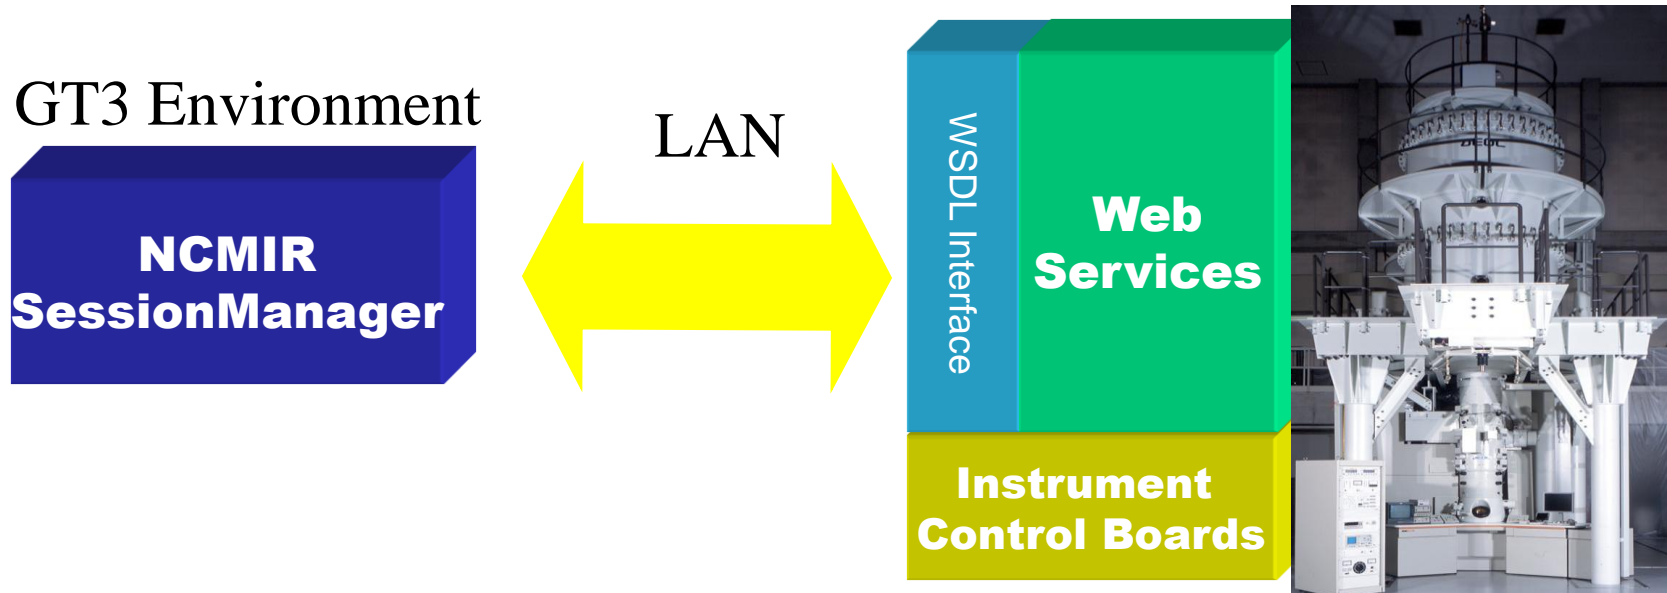 GT3 Environment
NCMIR
SessionManager
LAN
WSDL Interface
Web
Services
Instrument
Control Boards